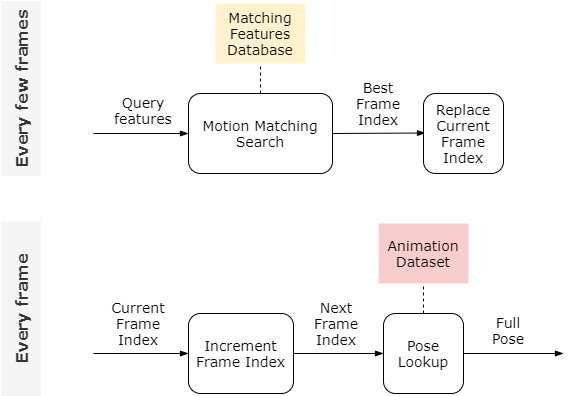 Every few frames
Matching
Features
Database
Query
features
Motion Matching
Search
Best
Frame
Index
Replace
Current
Frame
Index
Every frame
Animation
Dataset
Current
Frame
Index
Increment
Frame Index
Next
Frame
Index
Pose
Lookup
Full
Pose